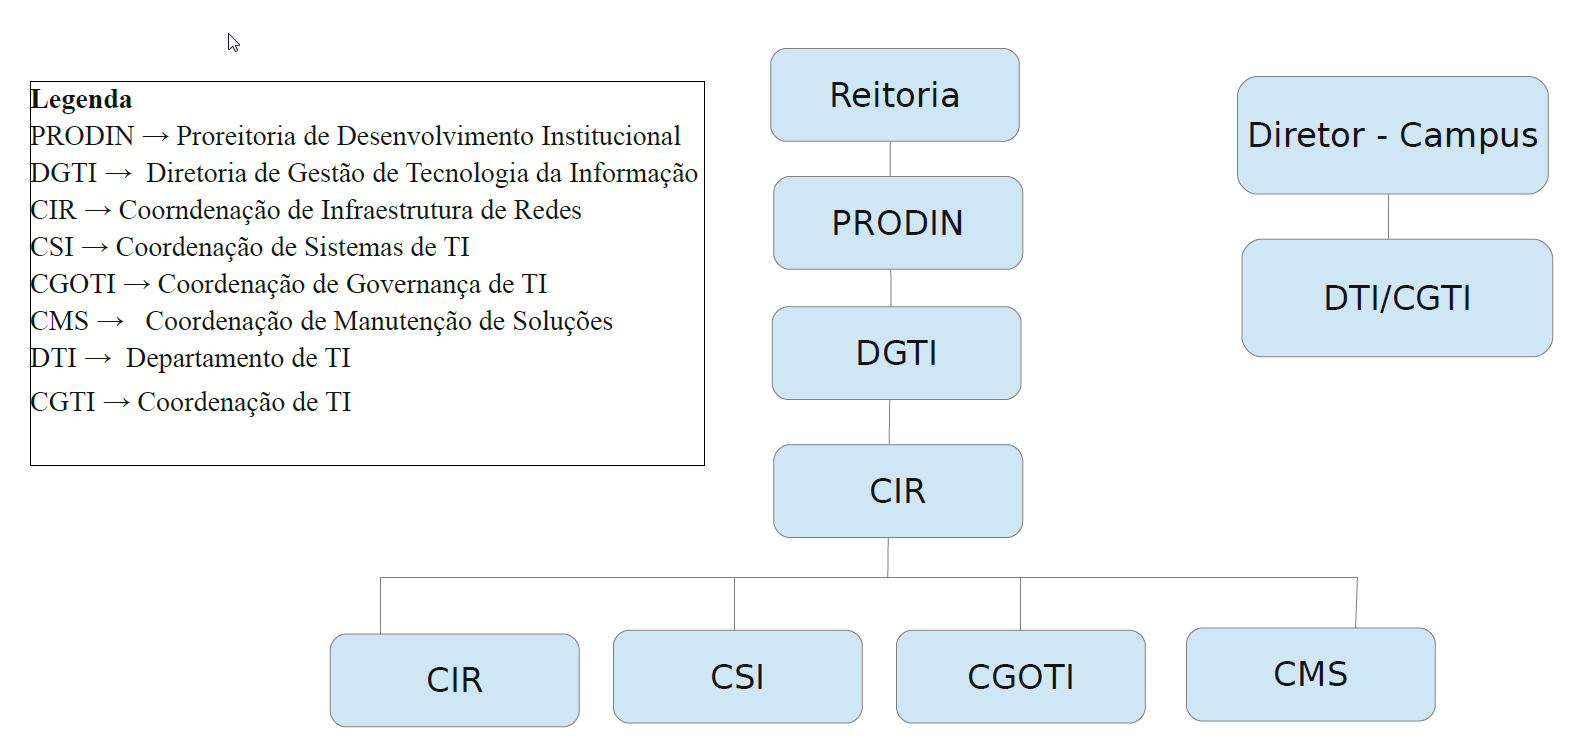 Legenda
PRODIN → Proreitoria de Desenvolvimento Institucional
DGTI → Diretoria de Gestão de Tecnologia da Informação
CIR → Coorndenação de Infraestrutura de Redes
CSI → Coordenação de Sistemas de TI
CGOTI → Coordenação de Governança de TI
CMS → Coordenação de Manutenção de Soluções
DTI → Departamento de TI
CGTI → Coordenação de TI
Reitoria
PRODIN
DGTI
CIR
CIR
CSI
CGOTI
CMS
Diretor - Campus
DTI/CGTI